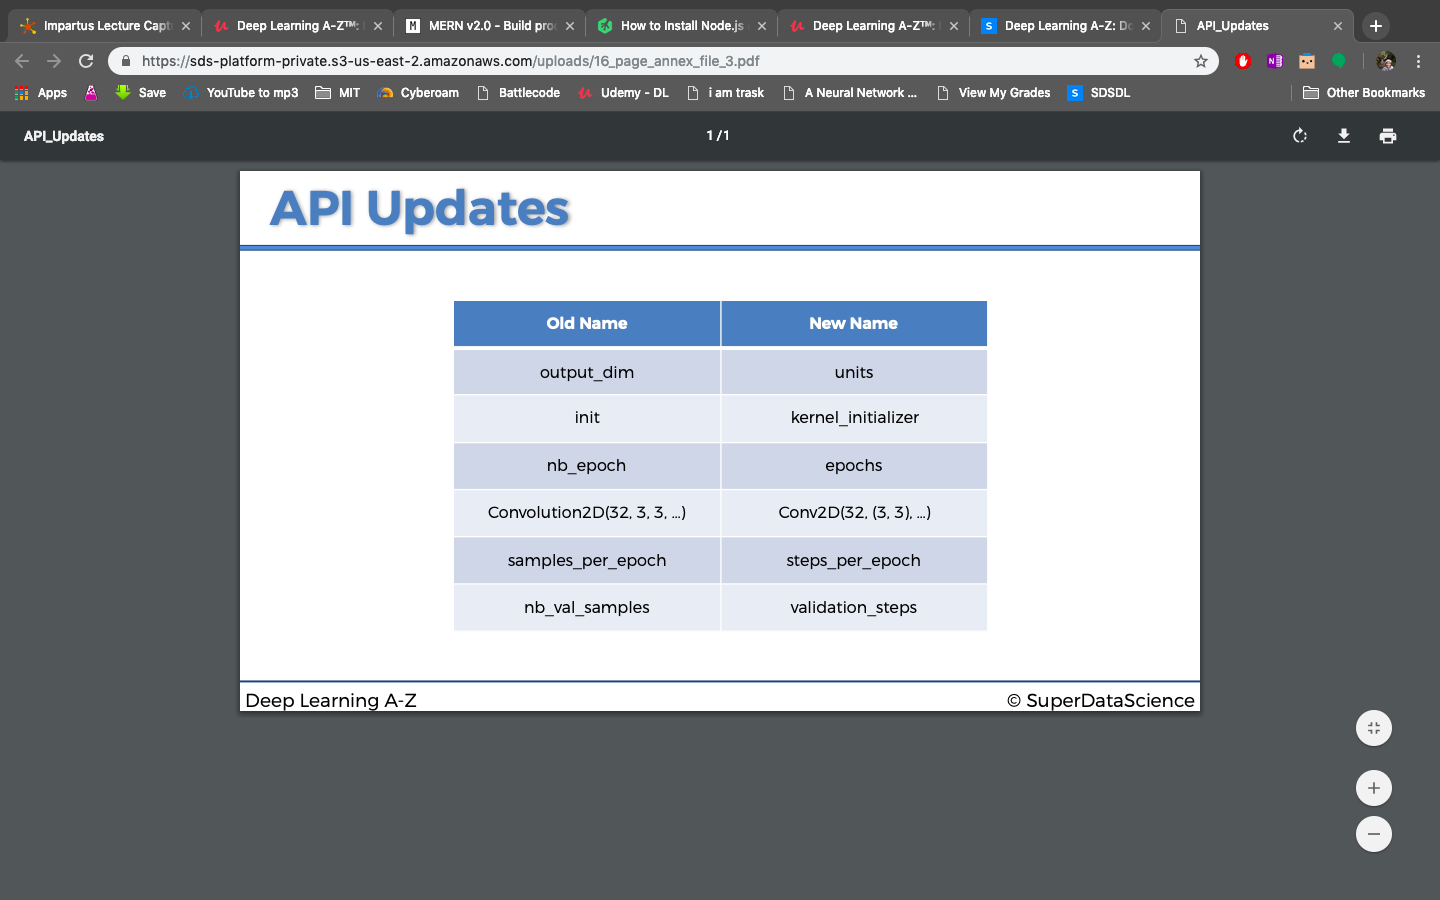 Impartus Lecture Capt
Deep Learning A-Z™:
MERN v2.0 - Build pro
How to Install Node.js
Deep Learning A-Z™:
Deep Learning A-Z: Do
API_Updates
https://sds-platform-private.s3-us-east-2.amazonaws.com/uploads/16_page_annex_file_3.pdf
Apps
Save
YouTube to mp3
MIT
Cyberoam
Battlecode
Udemy - DL
i am trask
A Neural Network ...
View My Grades
SDSDL
Other Bookmarks
API_Updates
1 / 1
API Updates
Old Name New Name
output_dim units
init kernel_initializer
nb_epoch epochs
Convolution2D(32, 3, 3, ...) Conv2D(32, (3, 3), ...)
samples_per_epoch steps_per_epoch
nb_val_samples validation_steps
Deep Learning A-Z © SuperDataScience